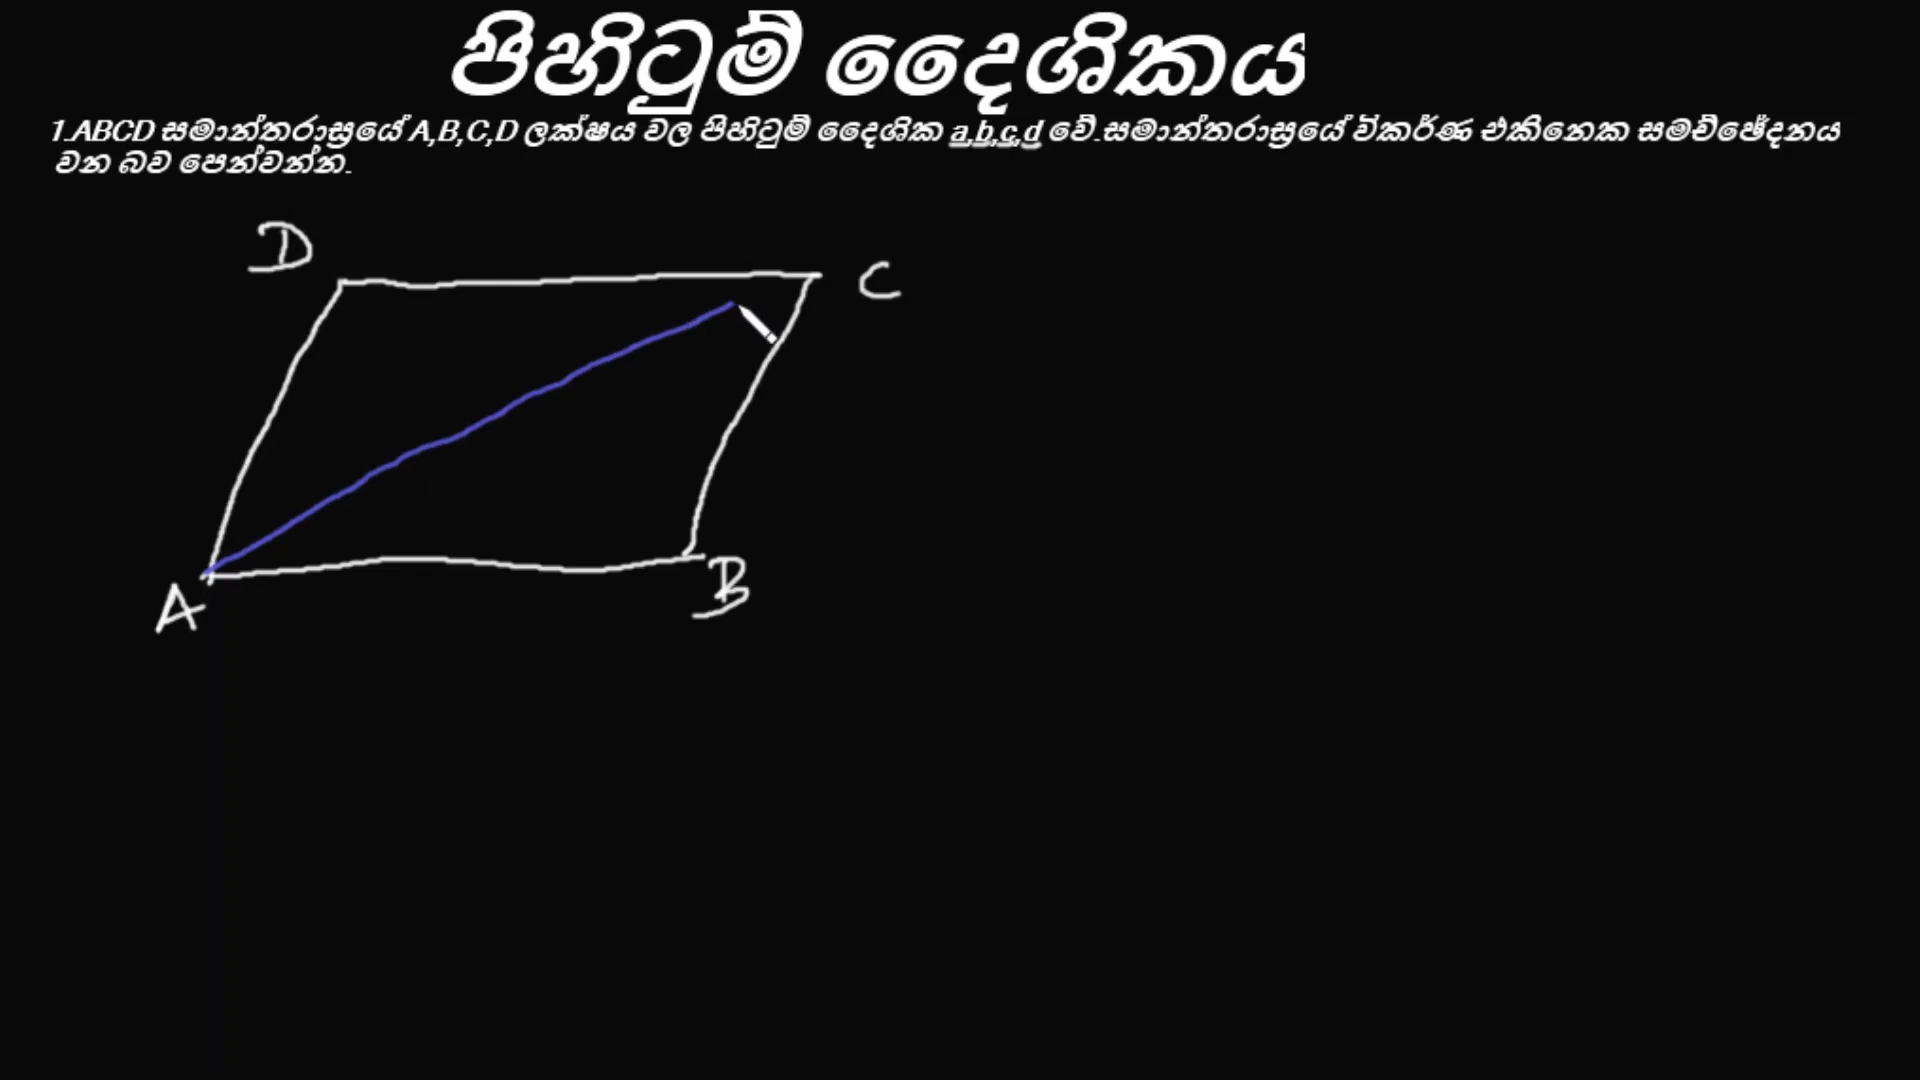 පිහිටුම් දෛශිකය
1.ABCD සමාන්තරාස්‍රයේ A,B,C,D ලක්ෂය වල පිහිටුම් දෛශික a,b,c,d වේ.සමාන්තරාස්‍රයේ විකර්ණ එකිනෙක සමච්ඡේදනය
වන බව පෙන්වන්න.
D
C
A
B